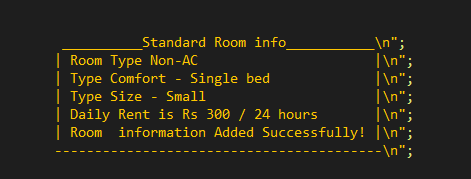 __________Standard Room info___________\n";
| Room Type Non-AC                      |\n";
| Type Comfort - Single bed             |\n";
| Type Size - Small                     |\n";
| Daily Rent is Rs 300 / 24 hours       |\n";
| Room  information Added Successfully! |\n";
-----------------------------------------\n";